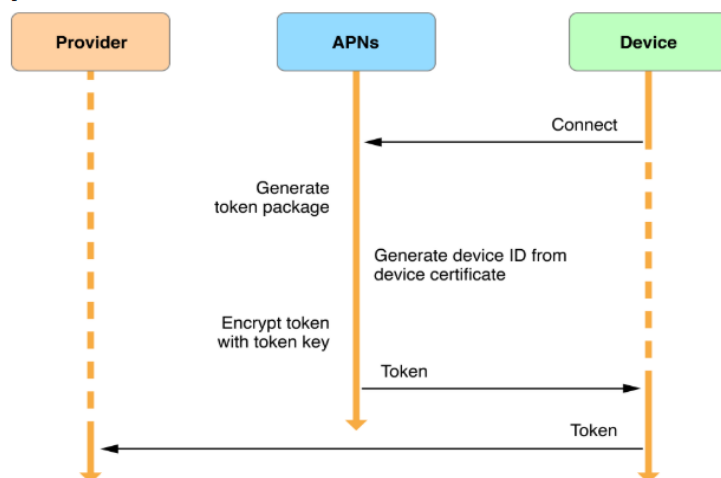 Provider
APNs
Device
Connect
Generate
token package
Generate device ID from
device certificate
Encrypt token
with token key
Token
Token